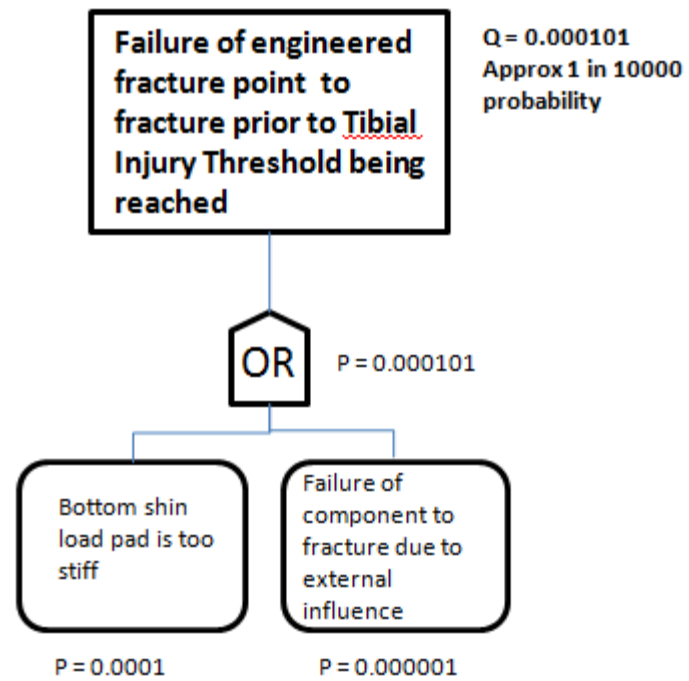 Failure of engineered
fracture point to
fracture prior to Tibial
Injury Threshold being
reached
Q = 0.000101
Approx 1 in 10000
probability
OR
P = 0.000101
Bottom shin
load pad is too
stiff
Failure of
component to
fracture due to
external
influence
P = 0.0001
P = 0.000001